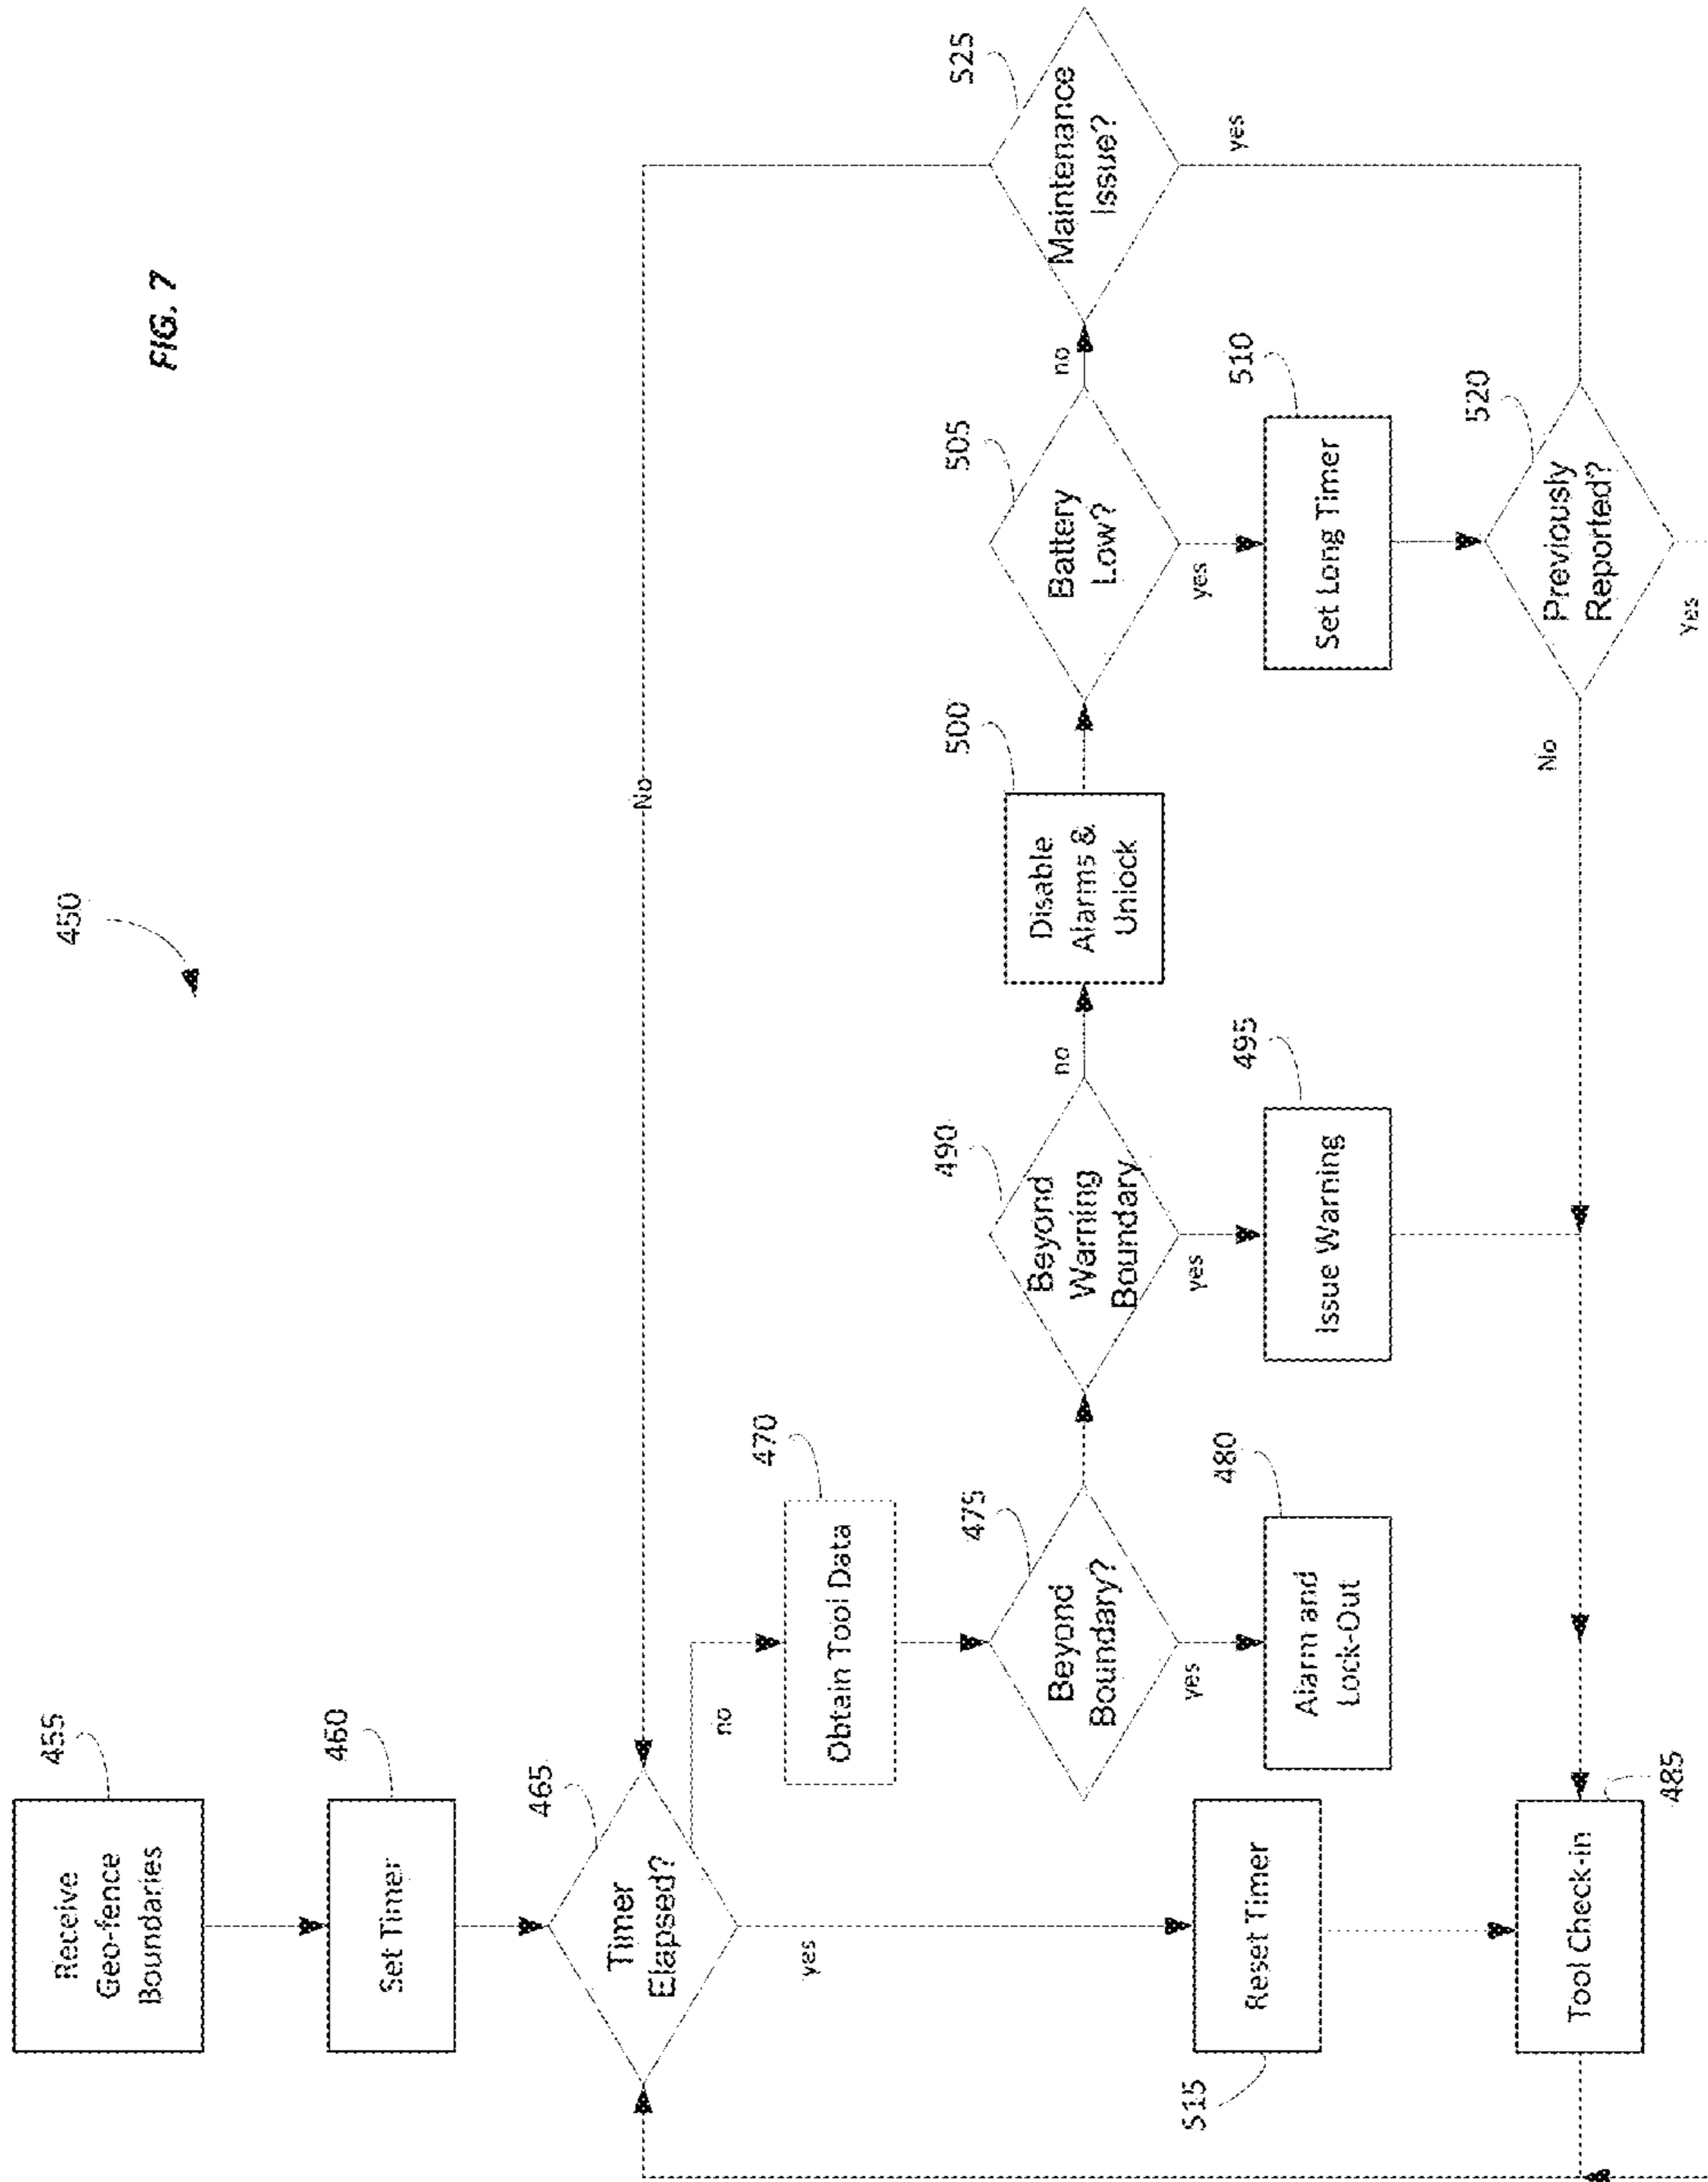 FIG. 7
450
Receive
Geo-fence
Boundaries
455
Set Timer
460
Timer
Elapsed?
465
No
no
yes
Obtain Tool Data
470
Beyond
Boundary?
475
yes
Alarm and
Lock-Out
480
Beyond
Warning
Boundary
490
no
yes
Issue Warning
495
Disable
Alarms &
Unlock
500
Battery
Low?
505
no
yes
Set Long Timer
510
Maintenance
Issue?
525
yes
Previously
Reported?
520
No
Yes
Reset Timer
515
Tool Check-in
485